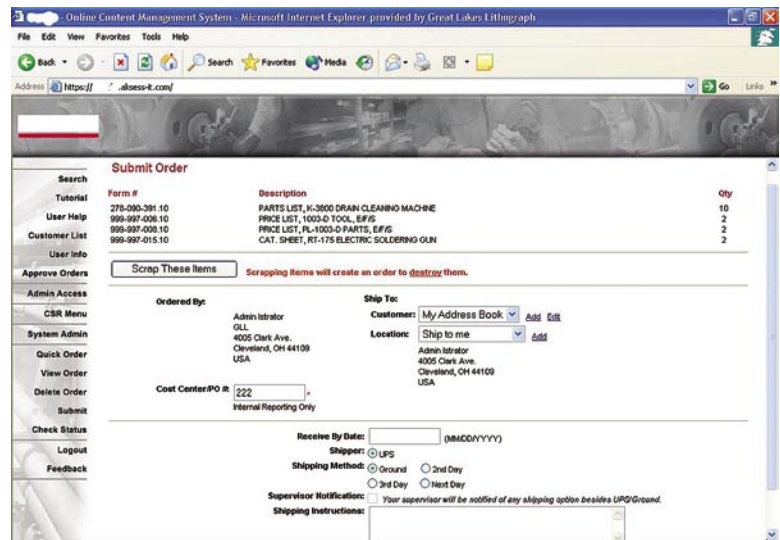 - Online Content Management System - Microsoft Internet Explorer provided by Great Lakes Lithograph
File Edit View Favorites Tools Help
Back Search Favorites Media
Address https:// .aksess-it.com/ Go Links »
Submit Order
Form # Description Qty
278-090-391.10 PARTS LIST, K-3800 DRAIN CLEANING MACHINE 10
999-997-006.10 PRICE LIST, 1003-D TOOL, E/F/S 2
999-997-008.10 PRICE LIST, PL-1003-D PARTS, E/F/S 2
999-997-015.10 CAT. SHEET, RT-175 ELECTRIC SOLDERING GUN 2
Scrap These Items Scrapping items will create an order to destroy them.
Search
Tutorial
User Help
Customer List
User Info
Approve Orders
Admin Access
CSR Menu
System Admin
Quick Order
View Order
Delete Order
Submit
Check Status
Logout
Feedback
Ordered By:
Admin Istrator
GLL
4005 Clark Ave.
Cleveland, OH 44109
USA
Ship To:
Customer: My Address Book Add Edit
Location: Ship to me Add
Admin Istrator
4005 Clark Ave.
Cleveland, OH 44109
USA
Cost Center/PO #: 222 *
Internal Reporting Only
Receive By Date: (MM/DD/YYYY)
Shipper: UPS
Shipping Method: Ground 2nd Day
3rd Day Next Day
Supervisor Notification: Your supervisor will be notified of any shipping option besides UPS/Ground.
Shipping Instructions: